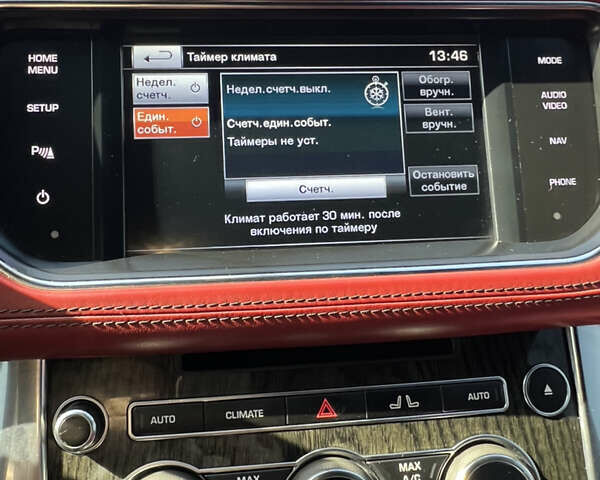 HOME
MENU
SETUP
P
Таймер климата
13:46
Недел.
счетч.
Един.
событ.
Недел.счетч.выкл.
Счетч.един.событ.
Таймеры не уст.
Счетч.
Обогр.
вручн.
Вент.
вручн.
Остановить
событие
Климат работает 30 мин. после
включения по таймеру
MODE
AUDIO
VIDEO
NAV
PHONE
AUTO
CLIMATE
AUTO
MAX
MAX
A/C